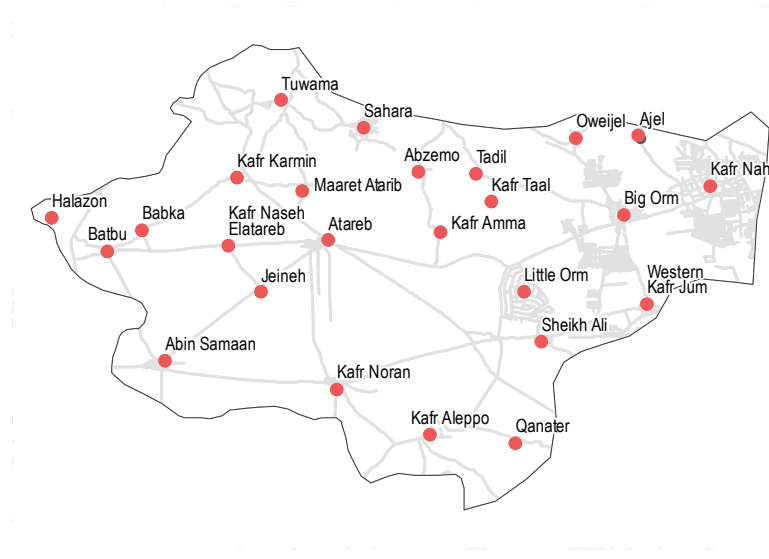 Tuwama
Sahara
Oweijel
Ajel
Kafr Karmin
Abzemo
Tadil
Kafr Nah
Maaret Atarib
Kafr Taal
Halazon
Babka
Kafr Naseh
Elatareb
Big Orm
Batbu
Atareb
Kafr Amma
Jeineh
Little Orm
Western
Kafr Jum
Sheikh Ali
Abin Samaan
Kafr Noran
Kafr Aleppo
Qanater